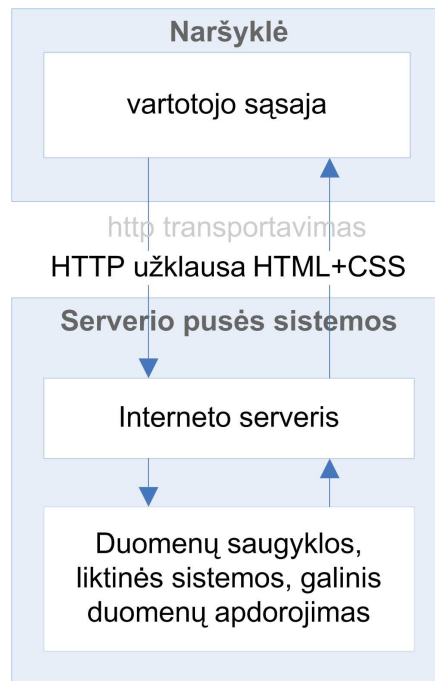 Naršyklė
vartotojo sąsaja
http transportavimas
HTTP užklausa HTML+CSS
Serverio pusės sistemos
Interneto serveris
Duomenų saugyklos,
liktinės sistemos, galinis
duomenų apdorojimas